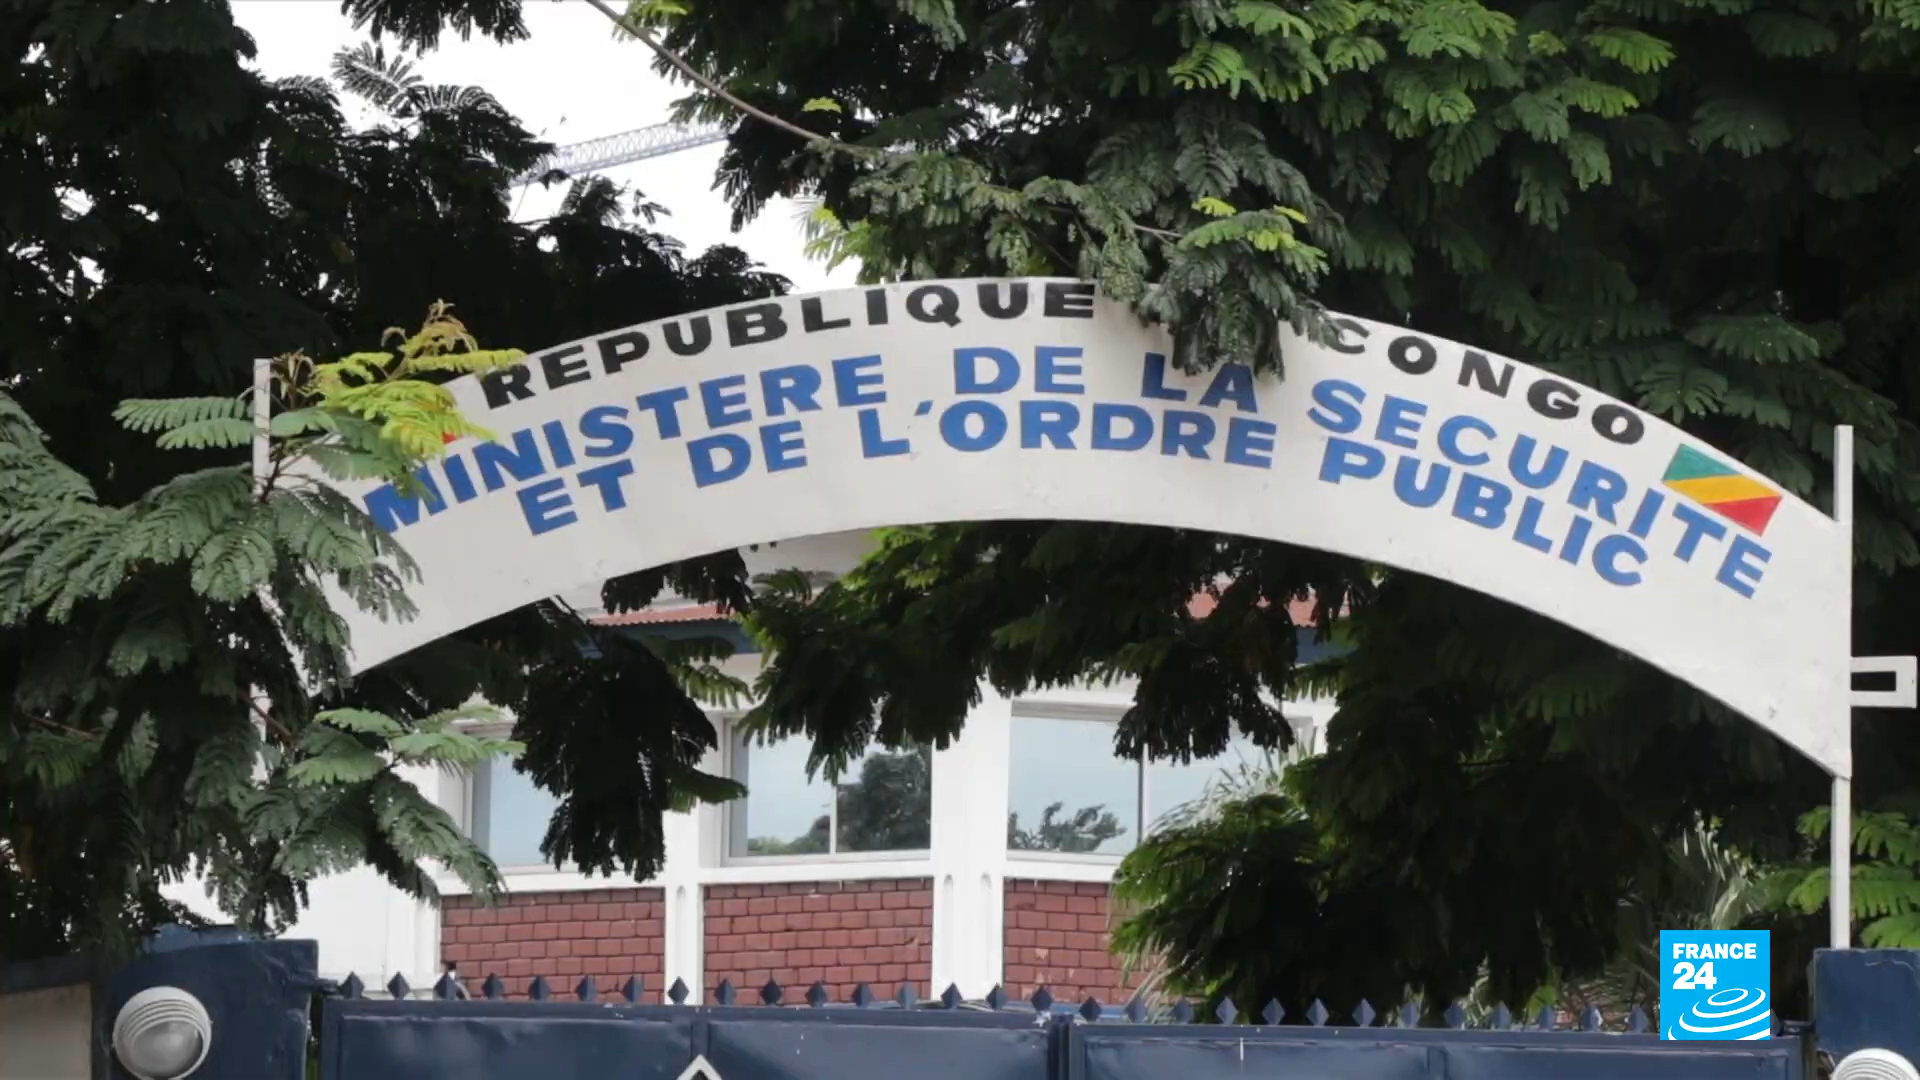 REPUBLIQUE CONGO
MINISTERE DE LA SECURITE
ET DE L'ORDRE PUBLIC
FRANCE
24